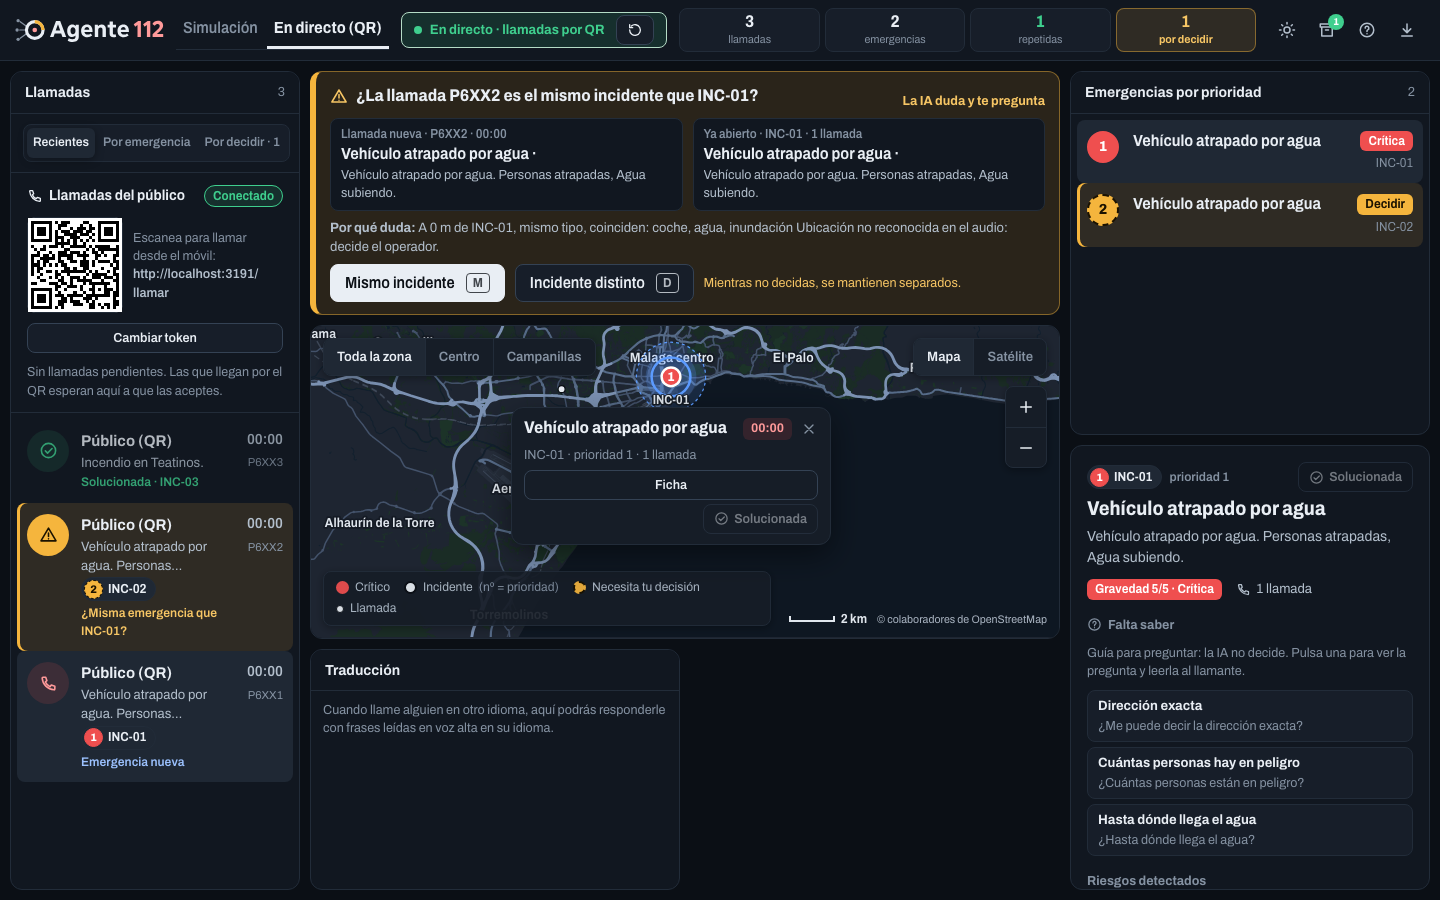 Agente 112
Simulación
En directo (QR)
En directo · llamadas por QR
3
llamadas
2
emergencias
1
repetidas
1
por decidir
1
Llamadas
3
Recientes
Por emergencia
Por decidir · 1
Llamadas del público
Conectado
Escanea para llamar
desde el móvil:
http://localhost:3191/
llamar
Cambiar token
Sin llamadas pendientes. Las que llegan por el
QR esperan aquí a que las aceptes.
Público (QR)
00:00
Incendio en Teatinos.
P6XX3
Solucionada · INC-03
Público (QR)
00:00
Vehículo atrapado por
P6XX2
agua. Personas...
2
INC-02
¿Misma emergencia que
INC-01?
Público (QR)
00:00
Vehículo atrapado por
P6XX1
agua. Personas...
1
INC-01
Emergencia nueva
¿La llamada P6XX2 es el mismo incidente que INC-01?
La IA duda y te pregunta
Llamada nueva · P6XX2 · 00:00
Vehículo atrapado por agua ·
Vehículo atrapado por agua. Personas atrapadas, Agua
subiendo.
Ya abierto · INC-01 · 1 llamada
Vehículo atrapado por agua ·
Vehículo atrapado por agua. Personas atrapadas, Agua
subiendo.
Por qué duda: A 0 m de INC-01, mismo tipo, coinciden: coche, agua, inundación Ubicación no reconocida en el audio:
decide el operador.
Mismo incidente M
Incidente distinto D
Mientras no decidas, se mantienen separados.
ama
Toda la zona
Centro
Campanillas
Málaga centro
El Palo
Mapa
Satélite
1
INC-01
+
−
Vehículo atrapado por agua
00:00
INC-01 · prioridad 1 · 1 llamada
Ficha
Solucionada
Aer
Alhaurín de la Torre
Crítico
Incidente (nº = prioridad)
Necesita tu decisión
Llamada
Torremolinos
2 km
© colaboradores de OpenStreetMap
Traducción
Cuando llame alguien en otro idioma, aquí podrás responderle
con frases leídas en voz alta en su idioma.
Emergencias por prioridad
2
1
Vehículo atrapado por agua
Crítica
INC-01
2
Vehículo atrapado por agua
Decidir
INC-02
1
INC-01
prioridad 1
Solucionada
Vehículo atrapado por agua
Vehículo atrapado por agua. Personas atrapadas,
Agua subiendo.
Gravedad 5/5 · Crítica
1 llamada
Falta saber
Guía para preguntar: la IA no decide. Pulsa una para ver la
pregunta y leerla al llamante.
Dirección exacta
¿Me puede decir la dirección exacta?
Cuántas personas hay en peligro
¿Cuántas personas están en peligro?
Hasta dónde llega el agua
¿Hasta dónde llega el agua?
Riesgos detectados